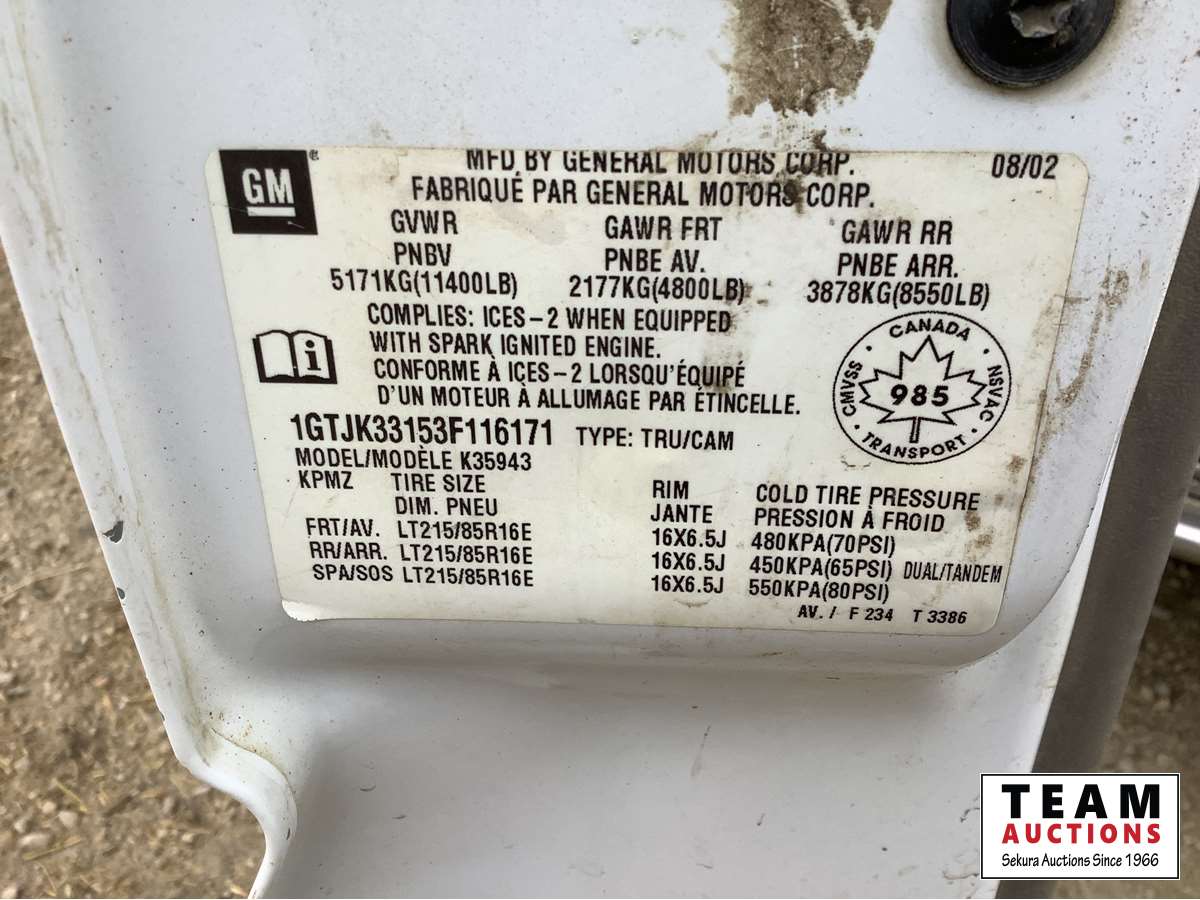 GM
MFD BY GENERAL MOTORS CORP. 08/02
FABRIQUÉ PAR GENERAL MOTORS CORP.
GVWR GAWR FRT GAWR RR
PNBV PNBE AV. PNBE ARR.
5171KG(11400LB) 2177KG(4800LB) 3878KG(8550LB)
COMPLIES: ICES-2 WHEN EQUIPPED
WITH SPARK IGNITED ENGINE.
CONFORME À ICES-2 LORSQU'ÉQUIPÉ
D'UN MOTEUR À ALLUMAGE PAR ÉTINCELLE.
CANADA
CMVSS 985 NSVAC
TRANSPORT
1GTJK33153F116171 TYPE: TRU/CAM
MODEL/MODÈLE K35943
KPMZ TIRE SIZE RIM COLD TIRE PRESSURE
DIM. PNEU JANTE PRESSION À FROID
FRT/AV. LT215/85R16E 16X6.5J 480KPA(70PSI)
RR/ARR. LT215/85R16E 16X6.5J 450KPA(65PSI) DUAL/TANDEM
SPA/SOS LT215/85R16E 16X6.5J 550KPA(80PSI)
AV. / F 234 T 3386
TEAM
AUCTIONS
Sekura Auctions Since 1966